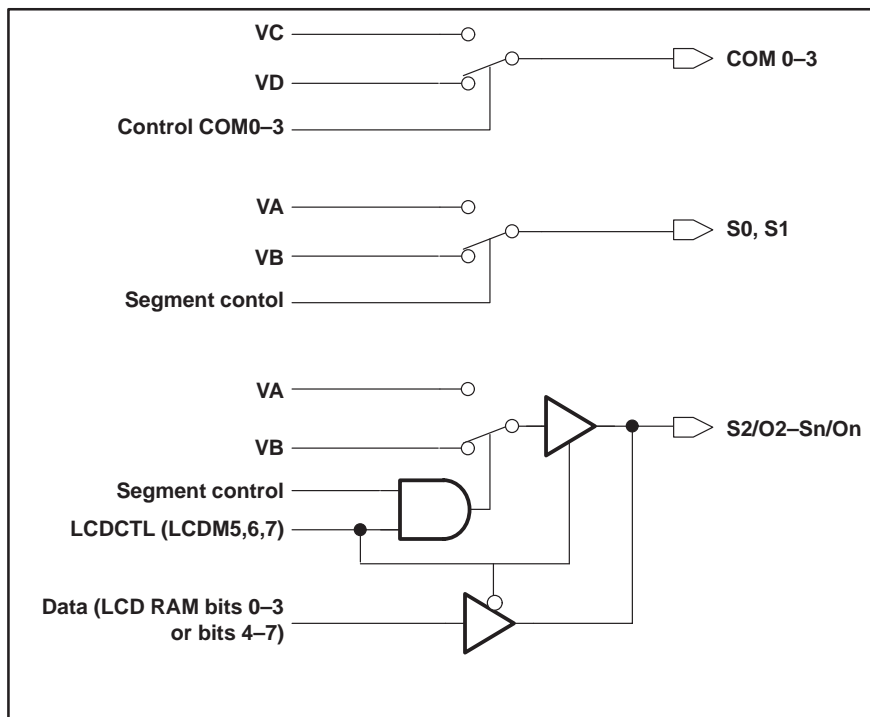 VC
COM 0–3
VD
Control COM0–3
VA
S0, S1
VB
Segment contol
VA
S2/O2–Sn/On
VB
Segment control
LCDCTL (LCDM5,6,7)
Data (LCD RAM bits 0–3
or bits 4–7)